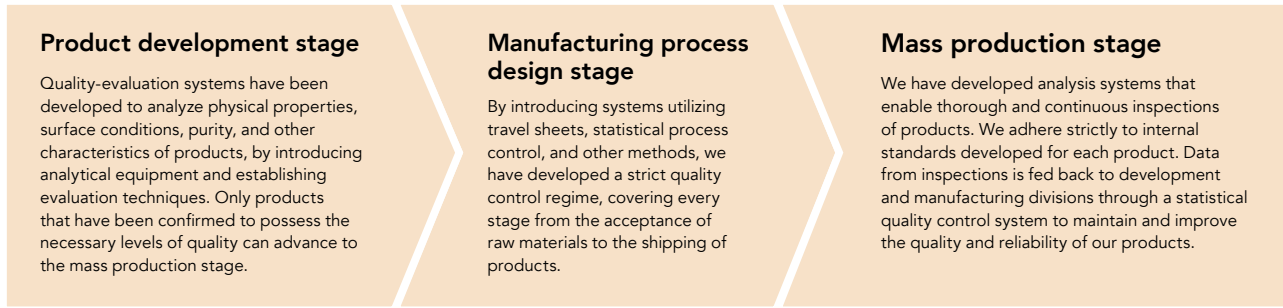 Product development stage
Quality-evaluation systems have been
developed to analyze physical properties,
surface conditions, purity, and other
characteristics of products, by introducing
analytical equipment and establishing
evaluation techniques. Only products
that have been confirmed to possess the
necessary levels of quality can advance to
the mass production stage.
Manufacturing process
design stage
By introducing systems utilizing
travel sheets, statistical process
control, and other methods, we
have developed a strict quality
control regime, covering every
stage from the acceptance of
raw materials to the shipping of
products.
Mass production stage
We have developed analysis systems that
enable thorough and continuous inspections
of products. We adhere strictly to internal
standards developed for each product. Data
from inspections is fed back to development
and manufacturing divisions through a statistical
quality control system to maintain and improve
the quality and reliability of our products.